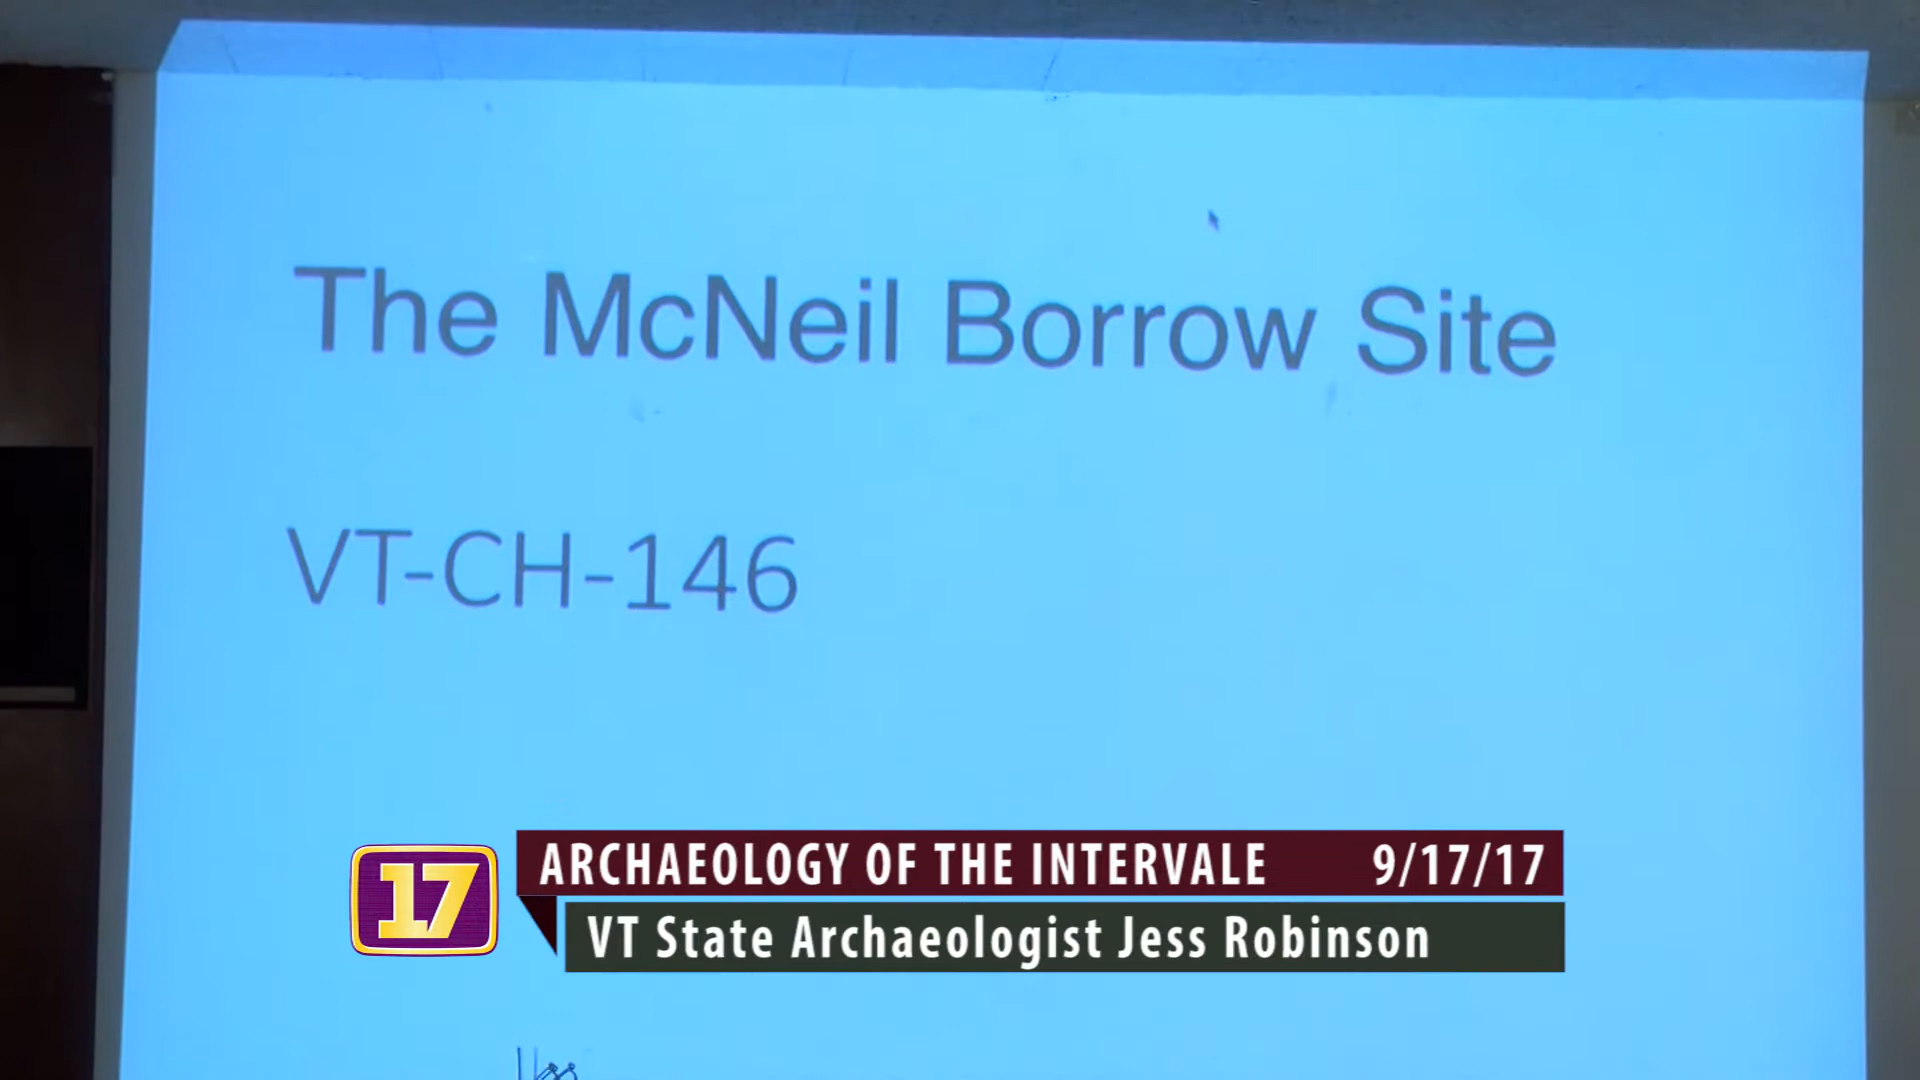 The McNeil Borrow Site
VT-CH-146
17
ARCHAEOLOGY OF THE INTERVALE 9/17/17
VT State Archaeologist Jess Robinson